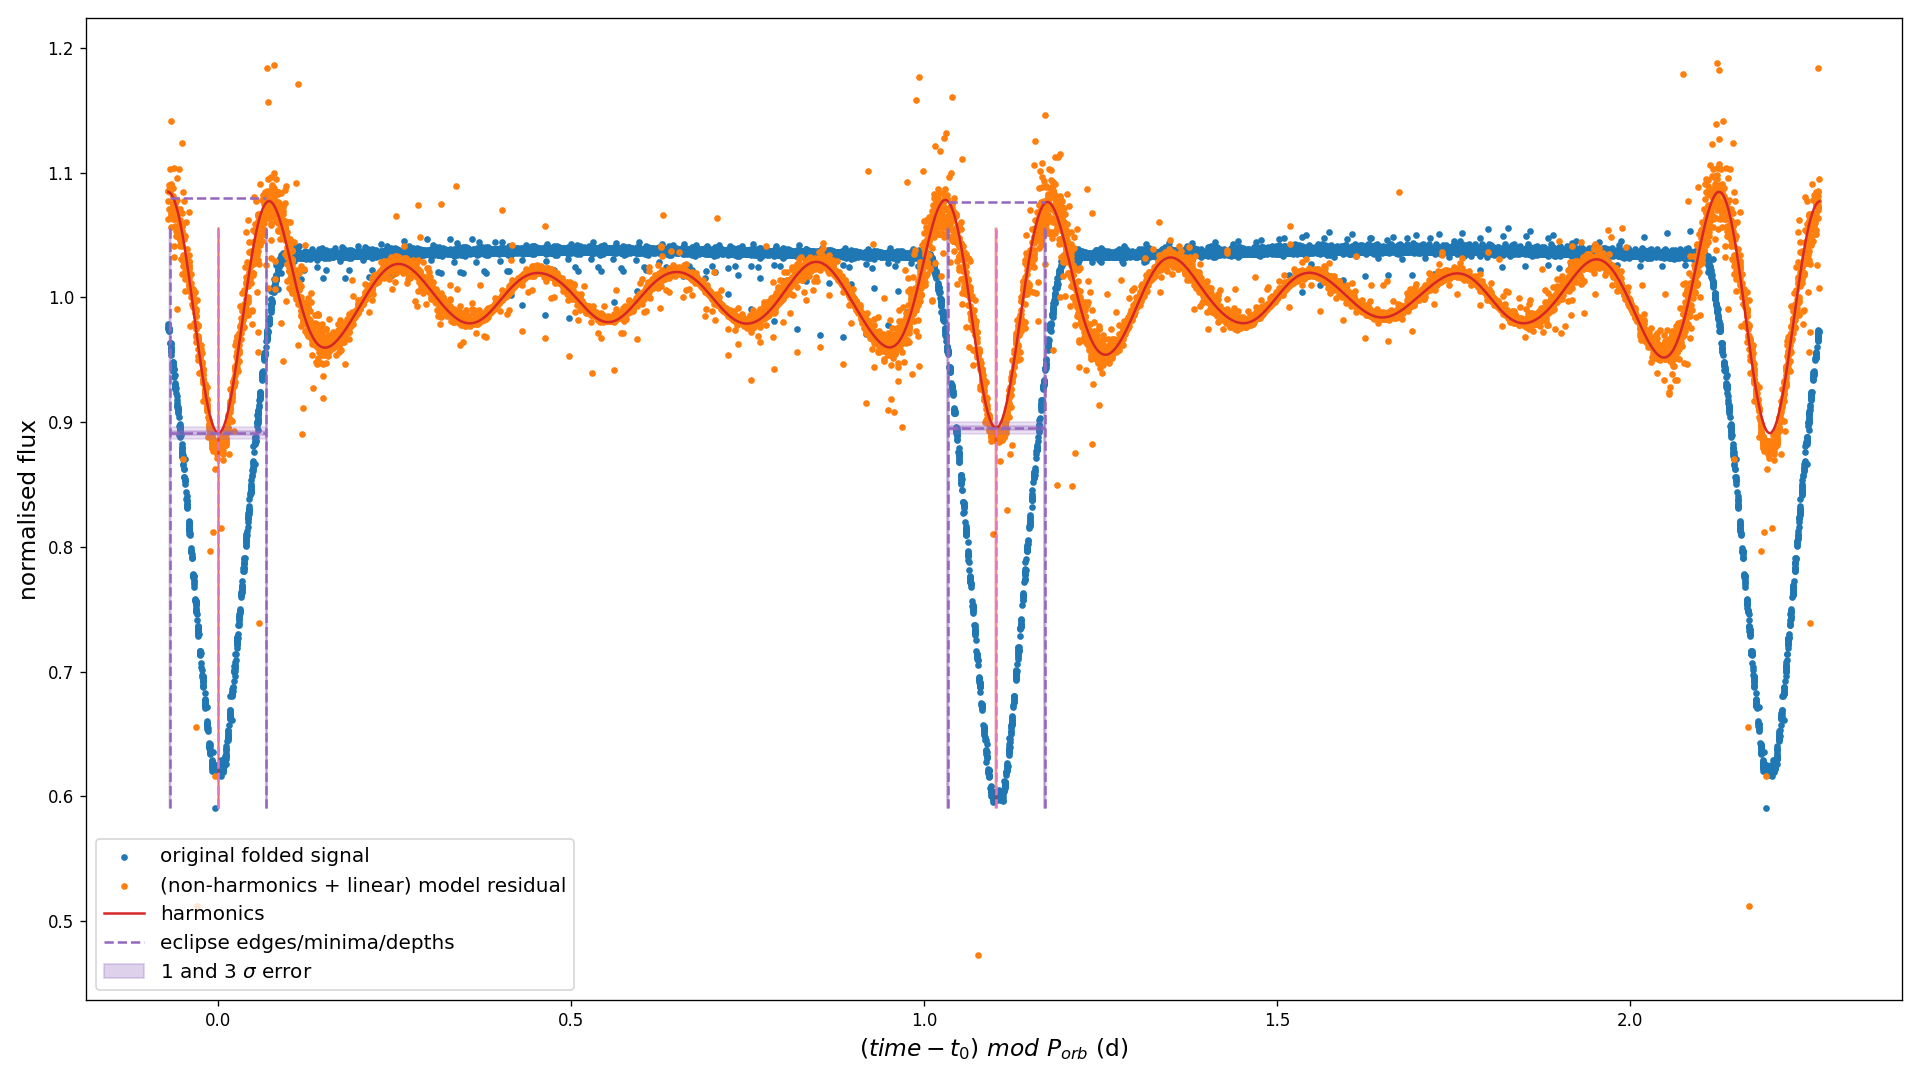 1.2
1.1
1.0
0.9
0.8
0.7
0.6
0.5
normalised flux
original folded signal
(non-harmonics + linear) model residual
harmonics
eclipse edges/minima/depths
1 and 3 σ error
0.0 0.5 1.0 1.5 2.0
(time − t₀) mod Pₒᵣb (d)